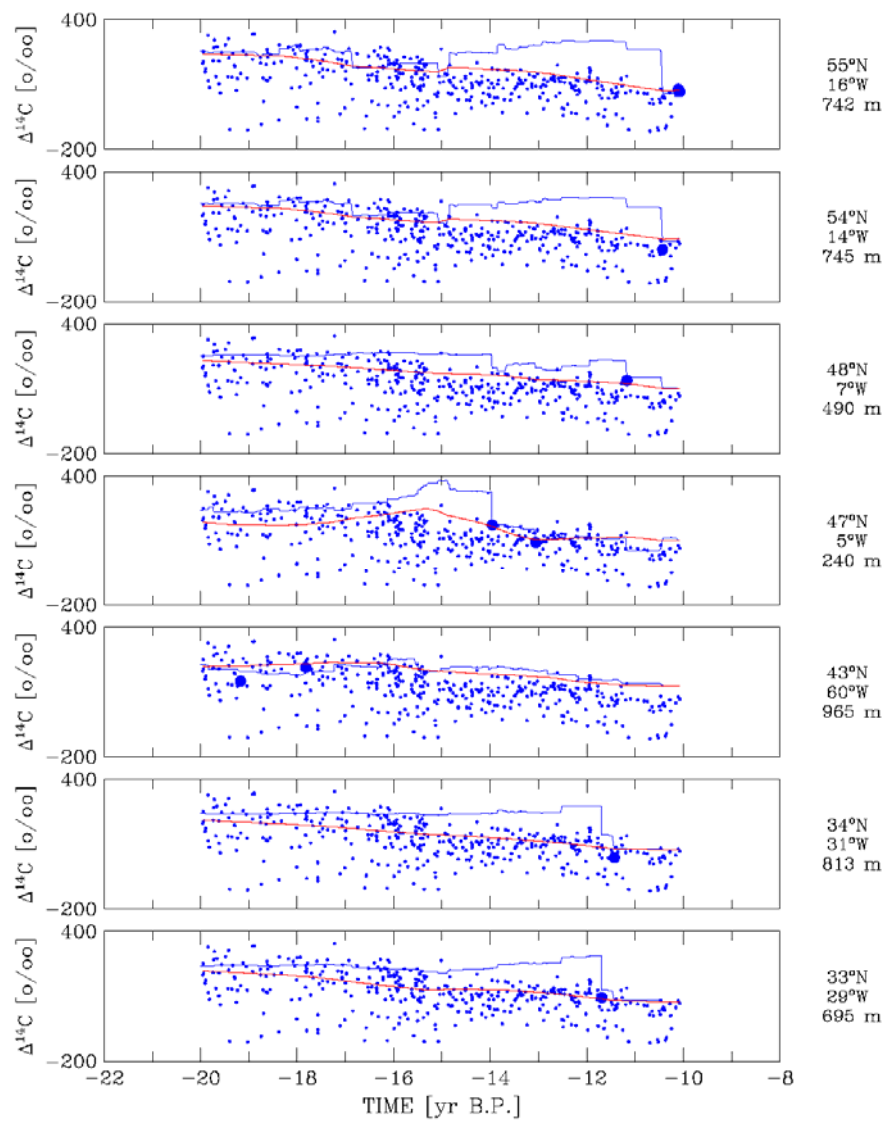 400
Δ¹⁴C [o/oo]
-200
55°N
16°W
742 m
400
Δ¹⁴C [o/oo]
-200
54°N
14°W
745 m
400
Δ¹⁴C [o/oo]
-200
48°N
7°W
490 m
400
Δ¹⁴C [o/oo]
-200
47°N
5°W
240 m
400
Δ¹⁴C [o/oo]
-200
43°N
60°W
965 m
400
Δ¹⁴C [o/oo]
-200
34°N
31°W
813 m
400
Δ¹⁴C [o/oo]
-200
33°N
29°W
695 m
-22 -20 -18 -16 -14 -12 -10 -8
TIME [yr B.P.]